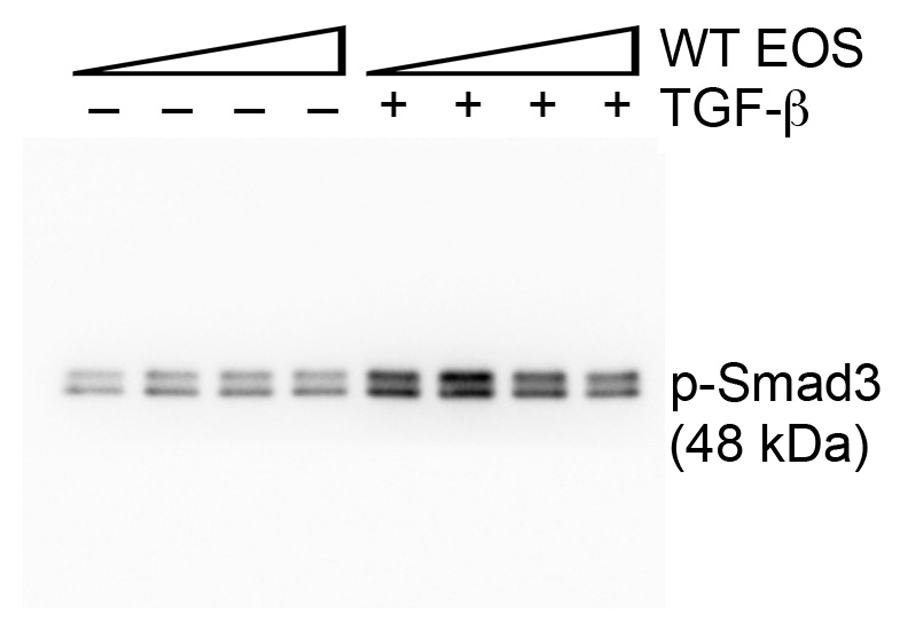 WT EOS
– – – – + + + + TGF-β
p-Smad3
(48 kDa)